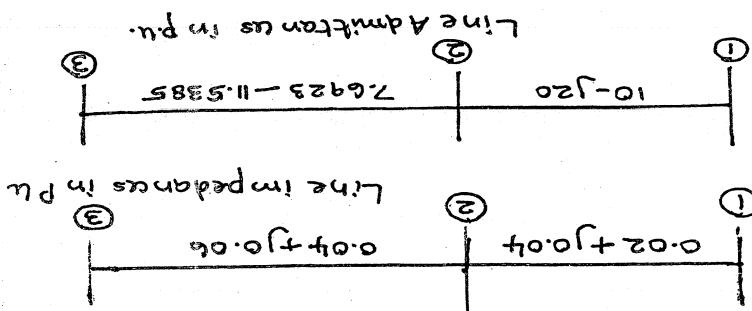 0.02+j0.04 0.04+j0.06
① ② ③
Line impedances in Pu
10-j20 7.6923-11.5385
① ② ③
Line Admittances in p.u.